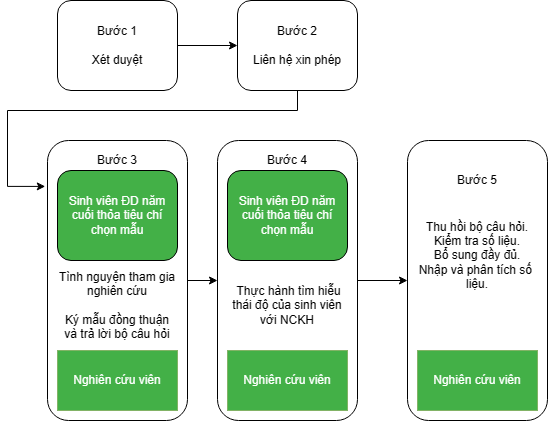 Bước 1
Xét duyệt
Bước 2
Liên hệ xin phép
Bước 3
Sinh viên ĐD năm
cuối thỏa tiêu chí
chọn mẫu
Tình nguyện tham gia
nghiên cứu
Ký mẫu đồng thuận
và trả lời bộ câu hỏi
Nghiên cứu viên
Bước 4
Sinh viên ĐD năm
cuối thỏa tiêu chí
chọn mẫu
Thực hành tìm hiểu
thái độ của sinh viên
với NCKH
Nghiên cứu viên
Bước 5
Thu hồi bộ câu hỏi.
Kiểm tra số liệu.
Bổ sung đầy đủ.
Nhập và phân tích số
liệu.
Nghiên cứu viên